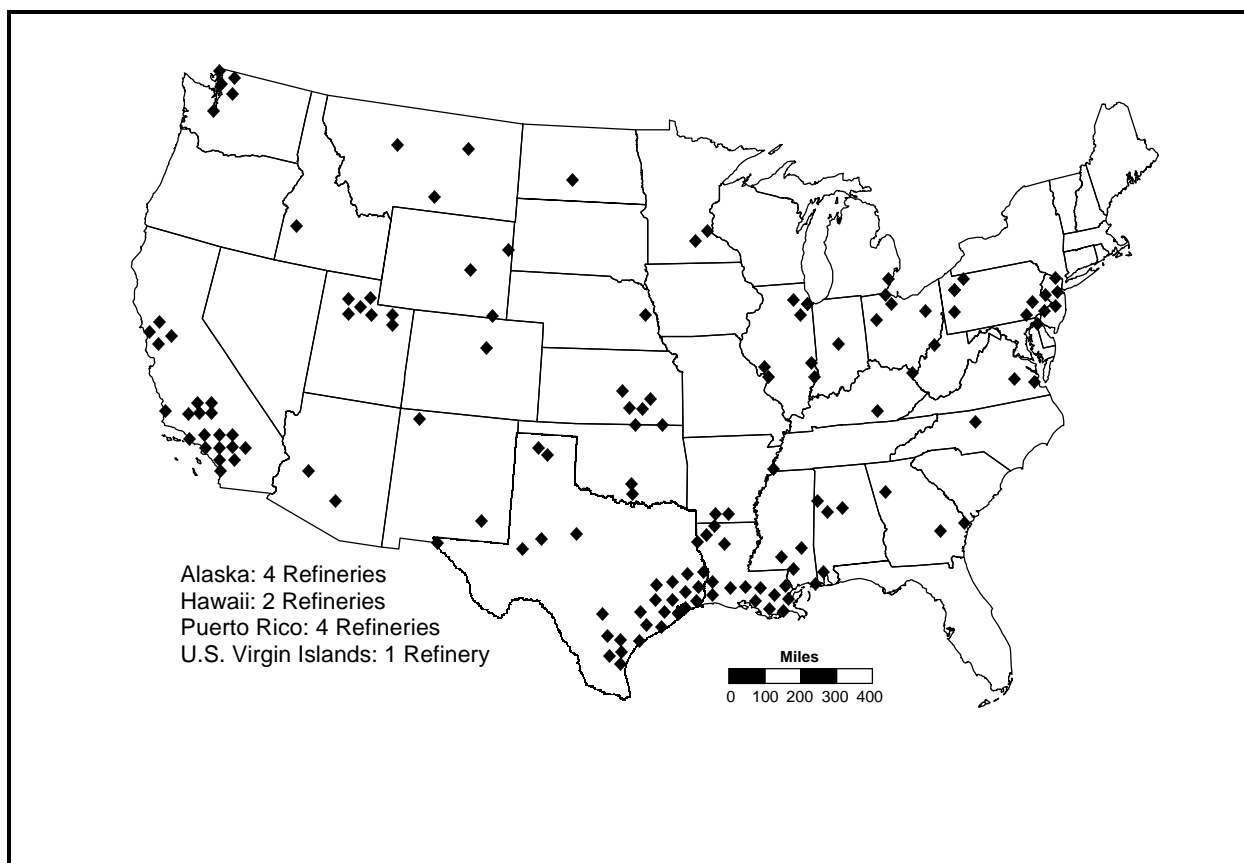 Alaska: 4 Refineries
Hawaii: 2 Refineries
Puerto Rico: 4 Refineries
U.S. Virgin Islands: 1 Refinery
Miles
0 100 200 300 400